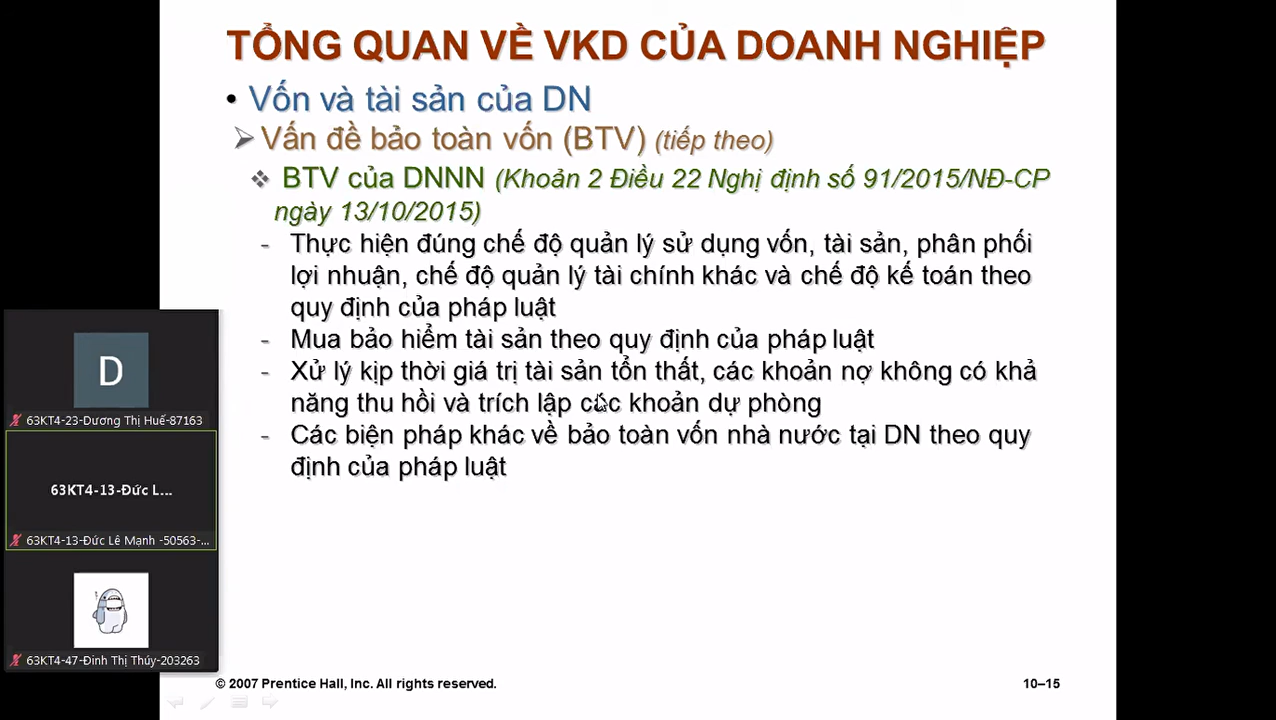 TỔNG QUAN VỀ VKD CỦA DOANH NGHIỆP
• Vốn và tài sản của DN
➢ Vấn đề bảo toàn vốn (BTV) (tiếp theo)
❖ BTV của DNNN (Khoản 2 Điều 22 Nghị định số 91/2015/NĐ-CP
ngày 13/10/2015)
- Thực hiện đúng chế độ quản lý sử dụng vốn, tài sản, phân phối
lợi nhuận, chế độ quản lý tài chính khác và chế độ kế toán theo
quy định của pháp luật
- Mua bảo hiểm tài sản theo quy định của pháp luật
- Xử lý kịp thời giá trị tài sản tổn thất, các khoản nợ không có khả
năng thu hồi và trích lập các khoản dự phòng
- Các biện pháp khác về bảo toàn vốn nhà nước tại DN theo quy
định của pháp luật
D
63KT4-23-Dương Thị Huế-87163
63KT4-13-Đức L...
63KT4-13-Đức Lê Mạnh -50563-...
63KT4-47-Đinh Thị Thúy-203263
© 2007 Prentice Hall, Inc. All rights reserved.
10–15